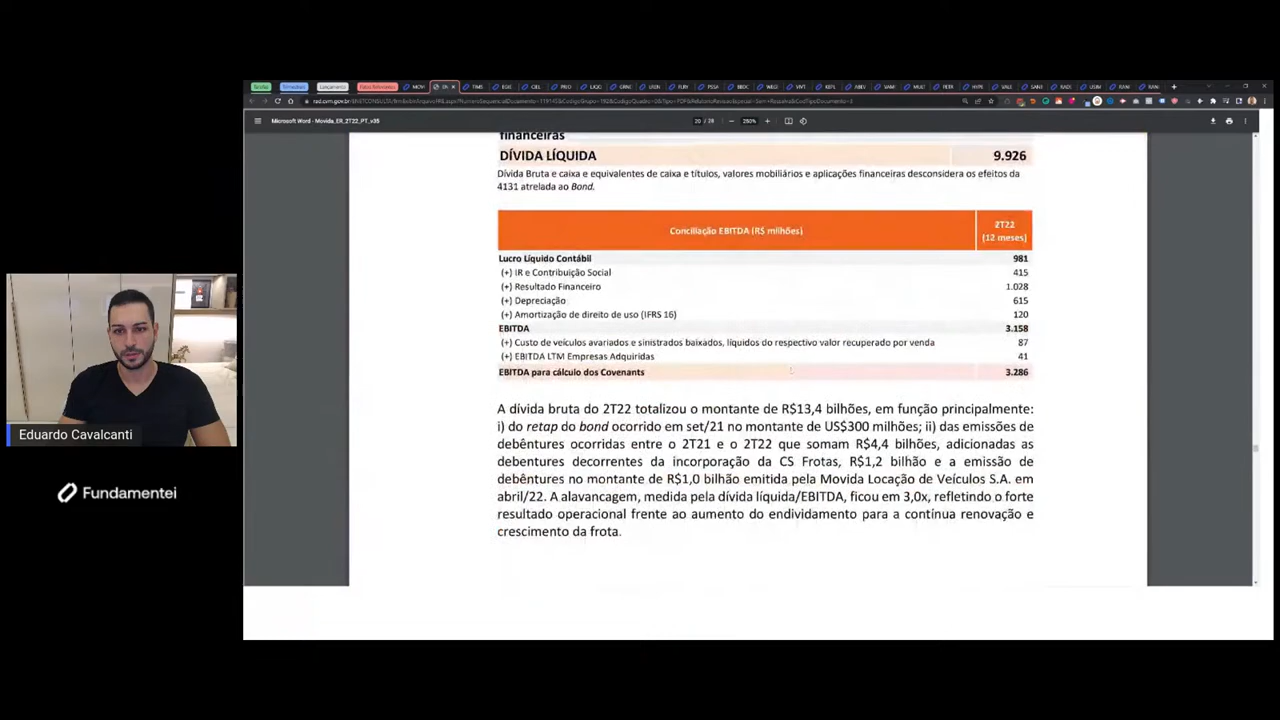 Microsoft Word - Movida_ER_2T22_PT_v35
20 / 28
250%
financeiras
DÍVIDA LÍQUIDA 9.926
Dívida Bruta e caixa e equivalentes de caixa e títulos, valores mobiliários e aplicações financeiras desconsidera os efeitos da
4131 atrelada ao Bond.
Conciliação EBITDA (R$ milhões) 2T22
(12 meses)
Lucro Líquido Contábil 981
(+) IR e Contribuição Social 415
(+) Resultado Financeiro 1.028
(+) Depreciação 615
(+) Amortização de direito de uso (IFRS 16) 120
EBITDA 3.158
(+) Custo de veículos avariados e sinistrados baixados, líquidos do respectivo valor recuperado por venda 87
(+) EBITDA LTM Empresas Adquiridas 41
EBITDA para cálculo dos Covenants 3.286
A dívida bruta do 2T22 totalizou o montante de R$13,4 bilhões, em função principalmente:
i) do retap do bond ocorrido em set/21 no montante de US$300 milhões; ii) das emissões de
debêntures ocorridas entre o 2T21 e o 2T22 que somam R$4,4 bilhões, adicionadas as
debentures decorrentes da incorporação da CS Frotas, R$1,2 bilhão e a emissão de
debêntures no montante de R$1,0 bilhão emitida pela Movida Locação de Veículos S.A. em
abril/22. A alavancagem, medida pela dívida líquida/EBITDA, ficou em 3,0x, refletindo o forte
resultado operacional frente ao aumento do endividamento para a contínua renovação e
crescimento da frota.
Eduardo Cavalcanti
Fundamentei